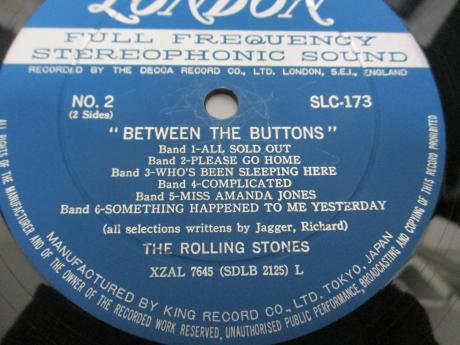 LONDON
FULL FREQUENCY
STEREOPHONIC SOUND
RECORDED BY THE DECCA RECORD CO., LTD. LONDON, S.E.I., ENGLAND
NO. 2
(2 Sides)
SLC-173
"BETWEEN THE BUTTONS"
Band 1-ALL SOLD OUT
Band 2-PLEASE GO HOME
Band 3-WHO'S BEEN SLEEPING HERE
Band 4-COMPLICATED
Band 5-MISS AMANDA JONES
Band 6-SOMETHING HAPPENED TO ME YESTERDAY
(all selections writtens by Jagger, Richard)
THE ROLLING STONES
XZAL 7645 (SDLB 2125) L
MANUFACTURED BY KING RECORD CO., LTD. TOKYO, JAPAN
ALL RIGHTS OF THE MANUFACTURER AND OF THE OWNER OF THE RECORDED WORK RESERVED, UNAUTHORISED PUBLIC PERFORMANCE, BROADCASTING AND COPYING OF THIS RECORD PROHIBITED